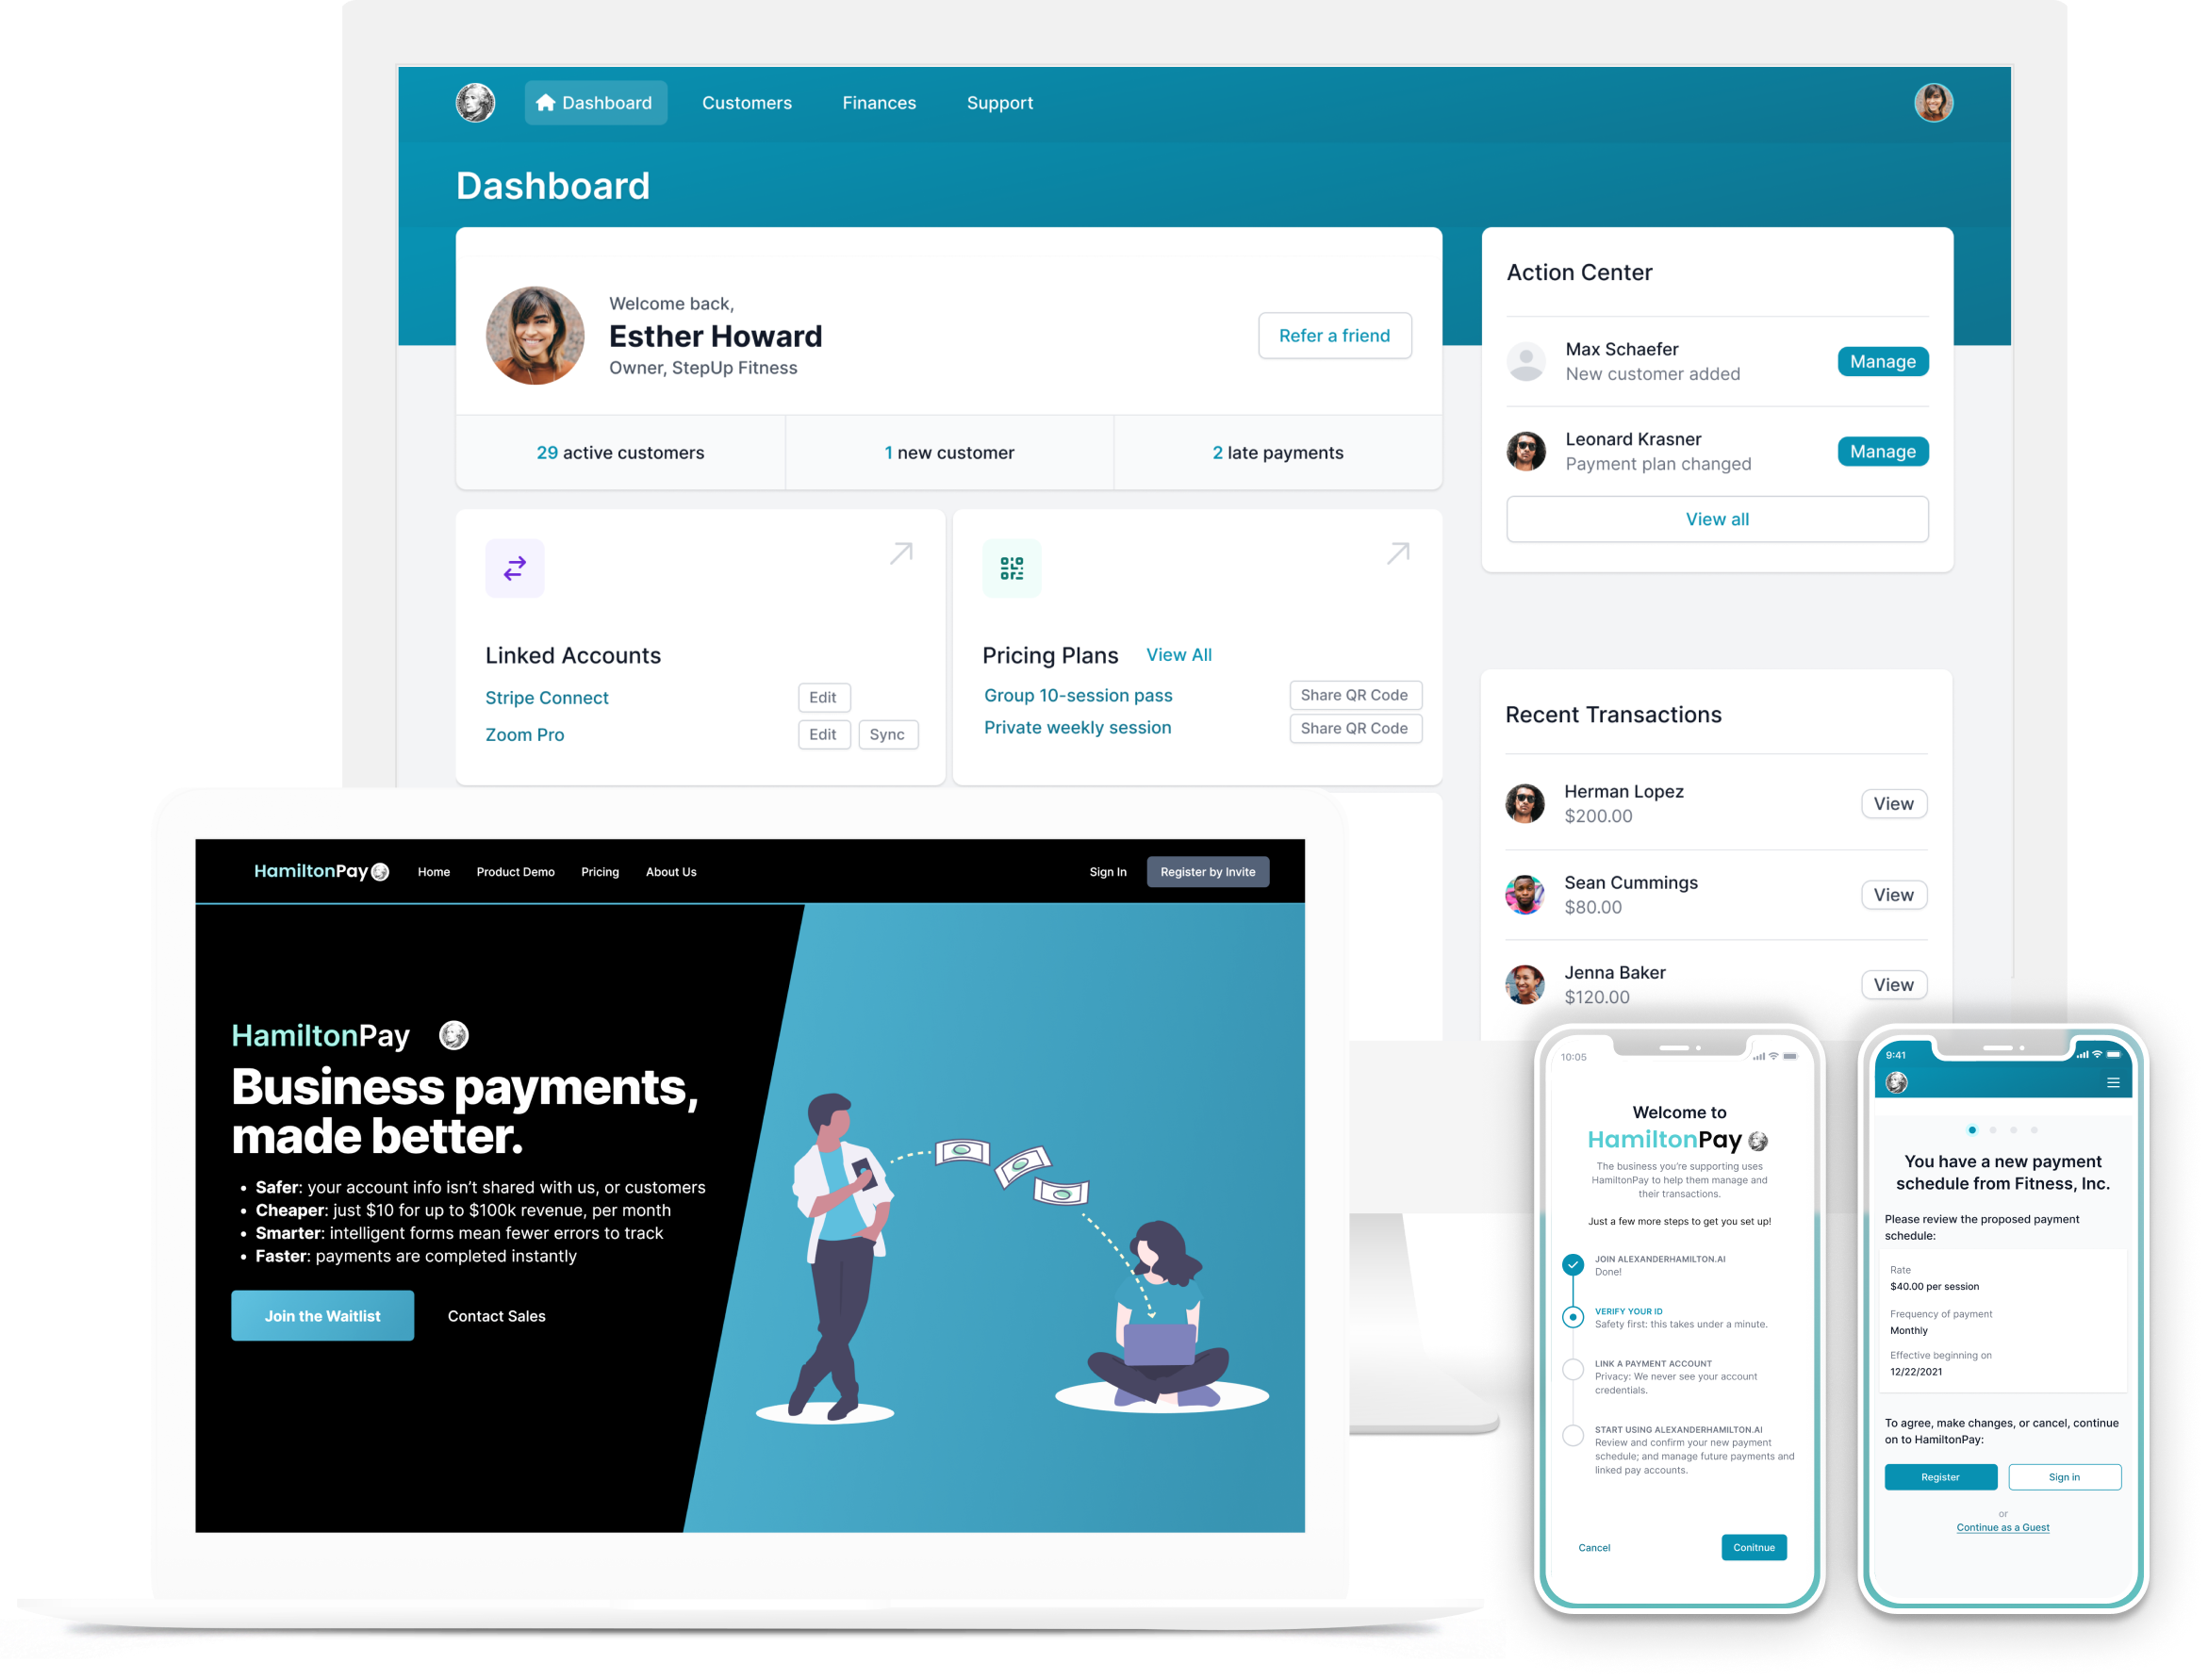 Dashboard
Customers
Finances
Support
Dashboard
Welcome back,
Esther Howard
Owner, StepUp Fitness
Refer a friend
29 active customers
1 new customer
2 late payments
Action Center
Max Schaefer
New customer added
Manage
Leonard Krasner
Payment plan changed
Manage
View all
Linked Accounts
Stripe Connect
Edit
Zoom Pro
Edit
Sync
Pricing Plans
View All
Group 10-session pass
Share QR Code
Private weekly session
Share QR Code
Recent Transactions
Herman Lopez
$200.00
View
Sean Cummings
$80.00
View
Jenna Baker
$120.00
View
HamiltonPay
Home
Product Demo
Pricing
About Us
Sign In
Register by Invite
HamiltonPay
Business payments,
made better.
• Safer: your account info isn't shared with us, or customers
• Cheaper: just $10 for up to $100k revenue, per month
• Smarter: intelligent forms mean fewer errors to track
• Faster: payments are completed instantly
Join the Waitlist
Contact Sales
10:05
Welcome to
HamiltonPay
The business you're supporting uses
HamiltonPay to help them manage and
their transactions.
Just a few more steps to get you set up!
JOIN ALEXANDERHAMILTON.AI
Done!
VERIFY YOUR ID
Safety first: this takes under a minute.
LINK A PAYMENT ACCOUNT
Privacy: We never see your account
credentials.
START USING ALEXANDERHAMILTON.AI
Review and confirm your new payment
schedule; and manage future payments and
linked pay accounts.
Cancel
Conitnue
9:41
You have a new payment
schedule from Fitness, Inc.
Please review the proposed payment
schedule:
Rate
$40.00 per session
Frequency of payment
Monthly
Effective beginning on
12/22/2021
To agree, make changes, or cancel, continue
on to HamiltonPay:
Register
Sign in
or
Continue as a Guest